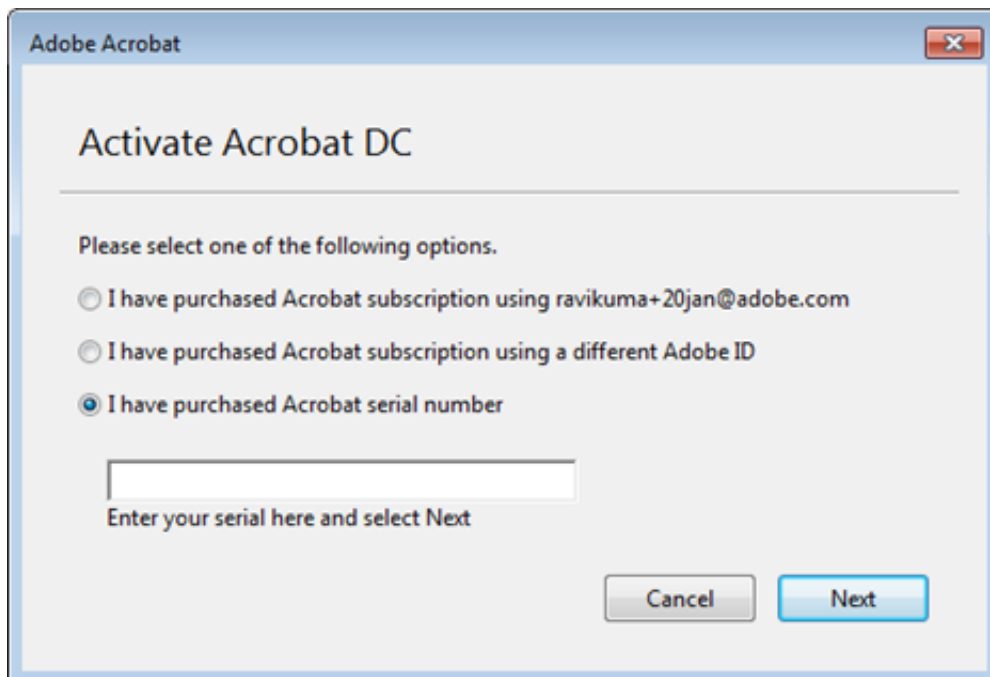 Adobe Acrobat
Activate Acrobat DC
Please select one of the following options.
I have purchased Acrobat subscription using ravikuma+20jan@adobe.com
I have purchased Acrobat subscription using a different Adobe ID
I have purchased Acrobat serial number
Enter your serial here and select Next
Cancel
Next